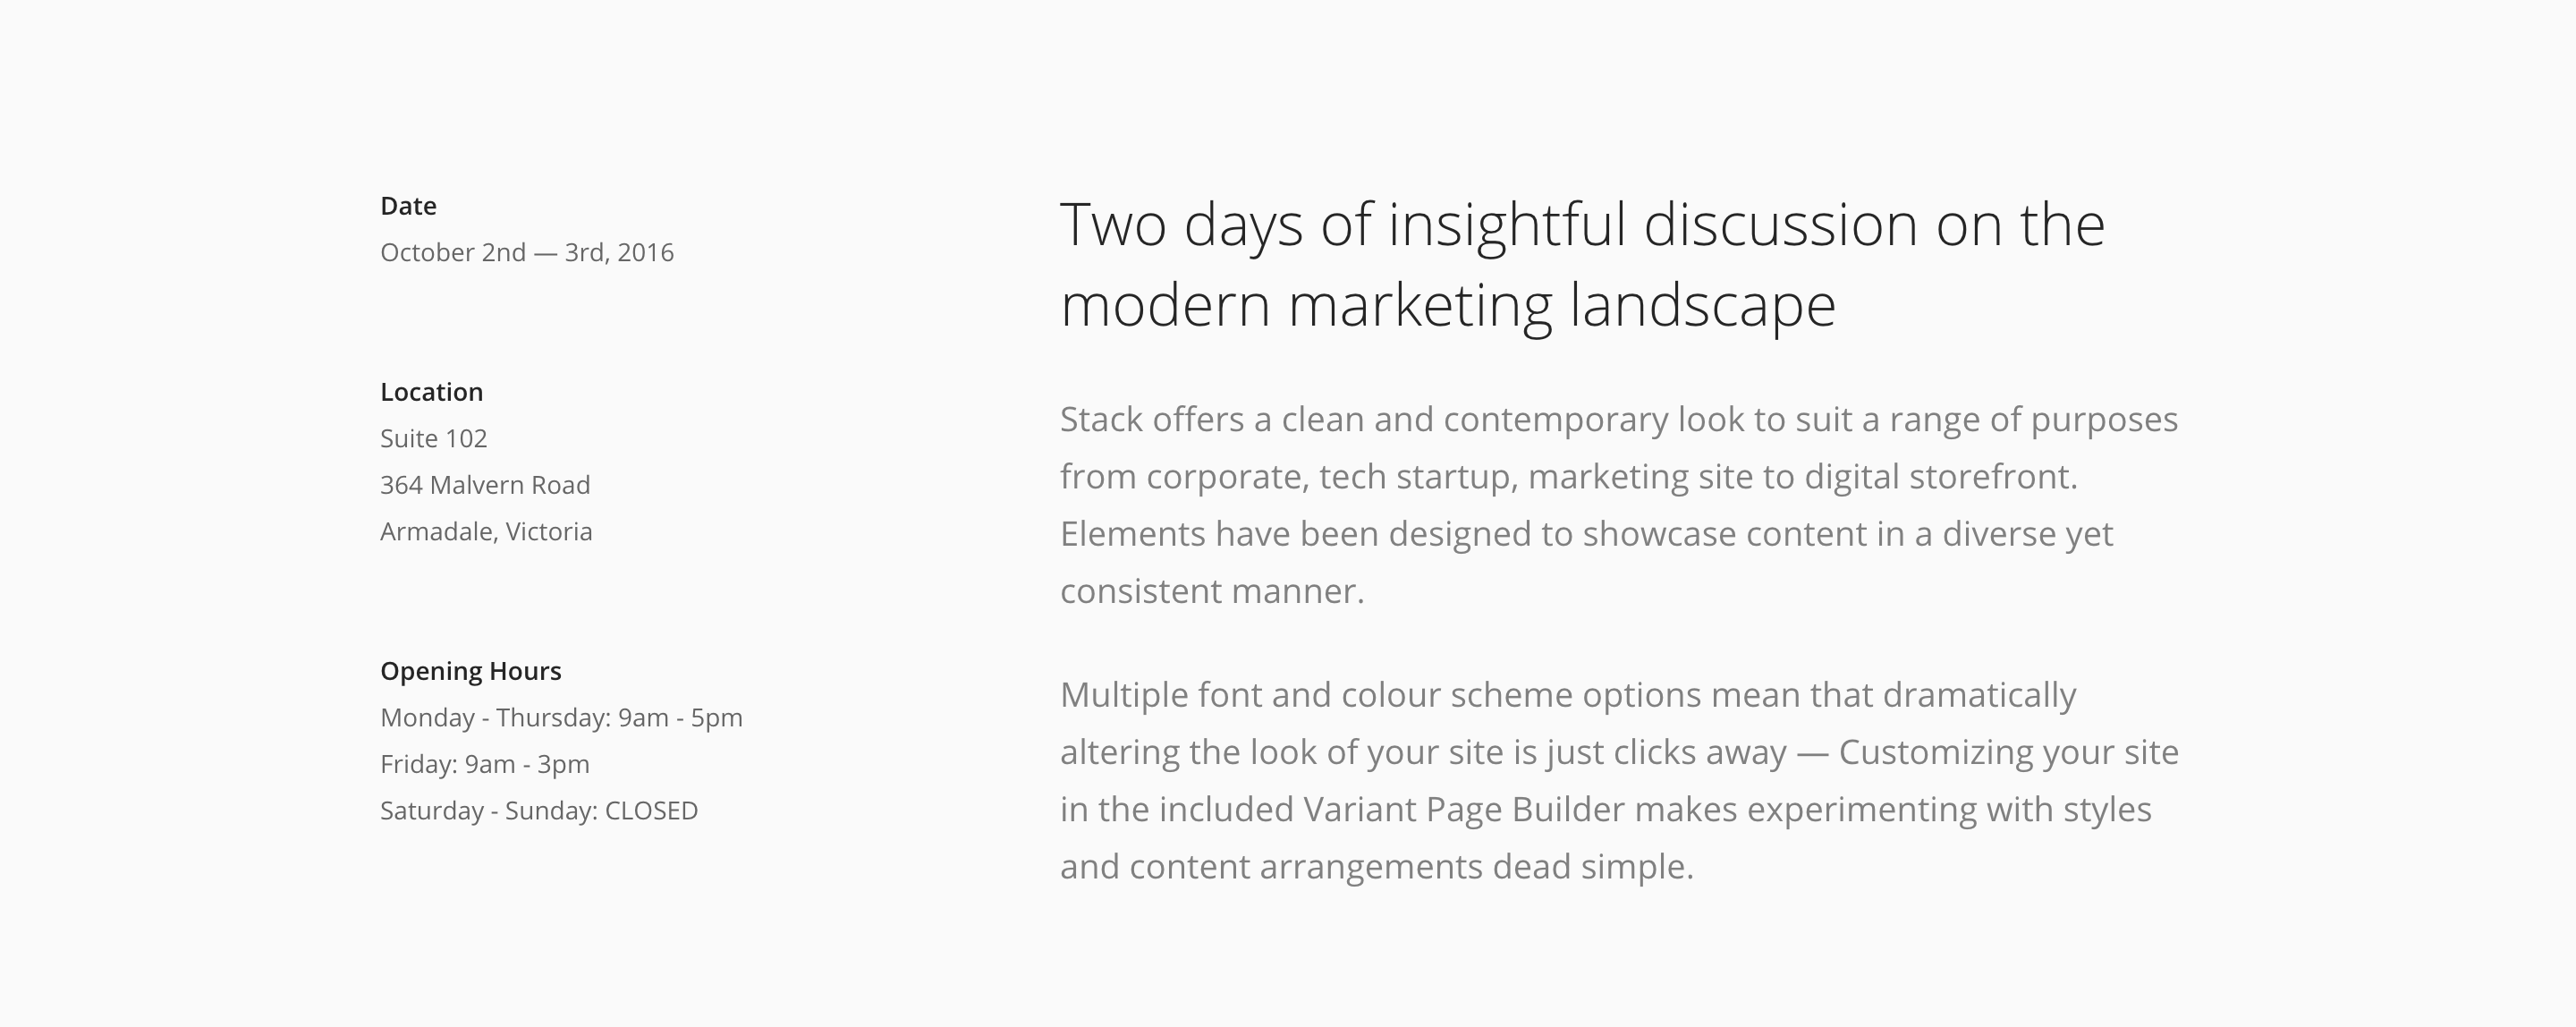 Date
October 2nd — 3rd, 2016
Location
Suite 102
364 Malvern Road
Armadale, Victoria
Opening Hours
Monday - Thursday: 9am - 5pm
Friday: 9am - 3pm
Saturday - Sunday: CLOSED
Two days of insightful discussion on the
modern marketing landscape
Stack offers a clean and contemporary look to suit a range of purposes
from corporate, tech startup, marketing site to digital storefront.
Elements have been designed to showcase content in a diverse yet
consistent manner.
Multiple font and colour scheme options mean that dramatically
altering the look of your site is just clicks away — Customizing your site
in the included Variant Page Builder makes experimenting with styles
and content arrangements dead simple.